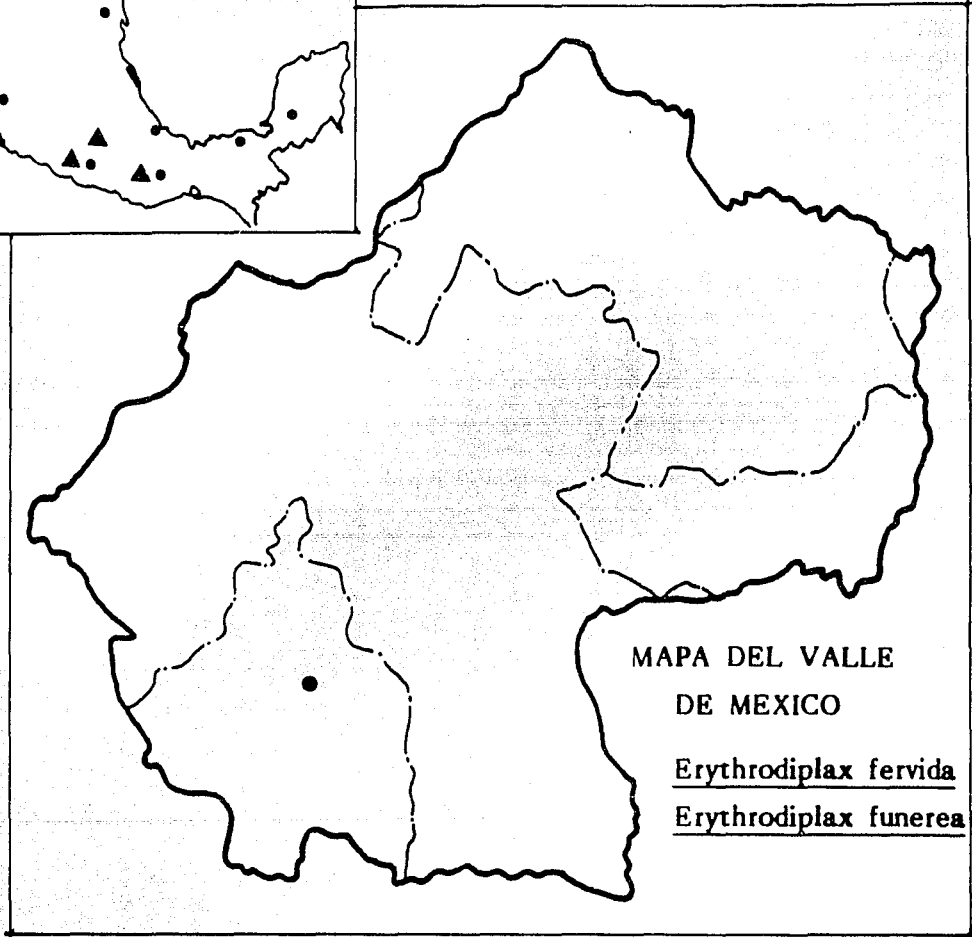 MAPA DEL VALLE
DE MEXICO
Erythrodiplax fervida
Erythrodiplax funerea